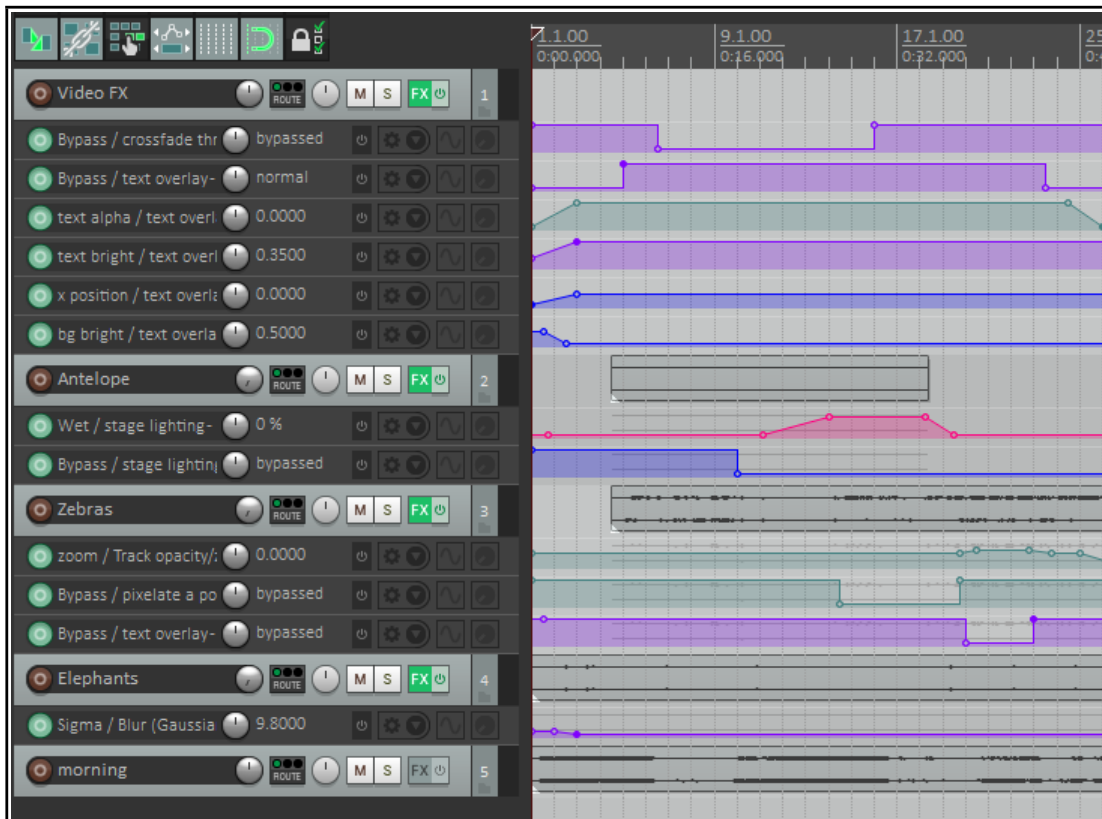 1.1.00 9.1.00 17.1.00 25
0:00.000 0:16.000 0:32.000 0:4
Video FX ROUTE M S FX 1
Bypass / crossfade thr bypassed
Bypass / text overlay- normal
text alpha / text overl 0.0000
text bright / text overl 0.3500
x position / text overla 0.0000
bg bright / text overla 0.5000
Antelope ROUTE M S FX 2
Wet / stage lighting- 0 %
Bypass / stage lighting bypassed
Zebras ROUTE M S FX 3
zoom / Track opacity/z 0.0000
Bypass / pixelate a po bypassed
Bypass / text overlay- bypassed
Elephants ROUTE M S FX 4
Sigma / Blur (Gaussia 9.8000
morning ROUTE M S FX 5